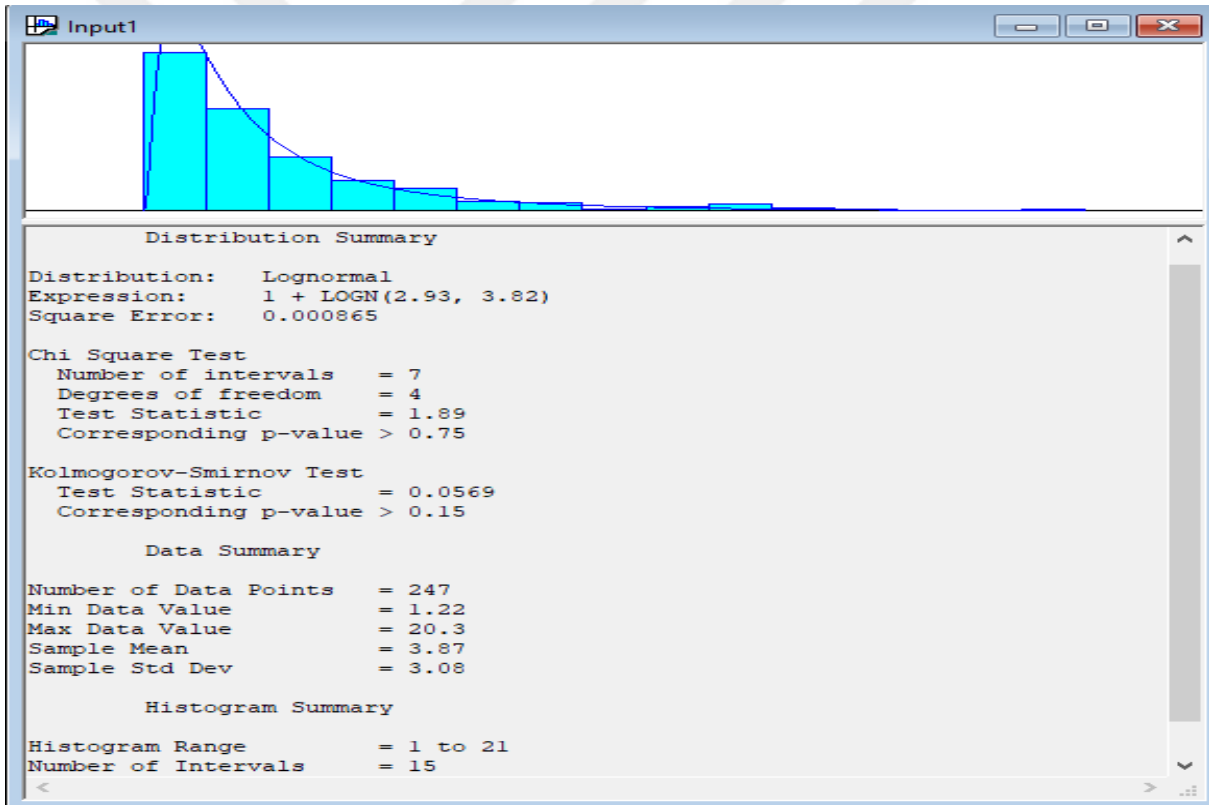 Input1
Distribution Summary
Distribution: Lognormal
Expression: 1 + LOGN(2.93, 3.82)
Square Error: 0.000865
Chi Square Test
Number of intervals = 7
Degrees of freedom = 4
Test Statistic = 1.89
Corresponding p-value > 0.75
Kolmogorov-Smirnov Test
Test Statistic = 0.0569
Corresponding p-value > 0.15
Data Summary
Number of Data Points = 247
Min Data Value = 1.22
Max Data Value = 20.3
Sample Mean = 3.87
Sample Std Dev = 3.08
Histogram Summary
Histogram Range = 1 to 21
Number of Intervals = 15